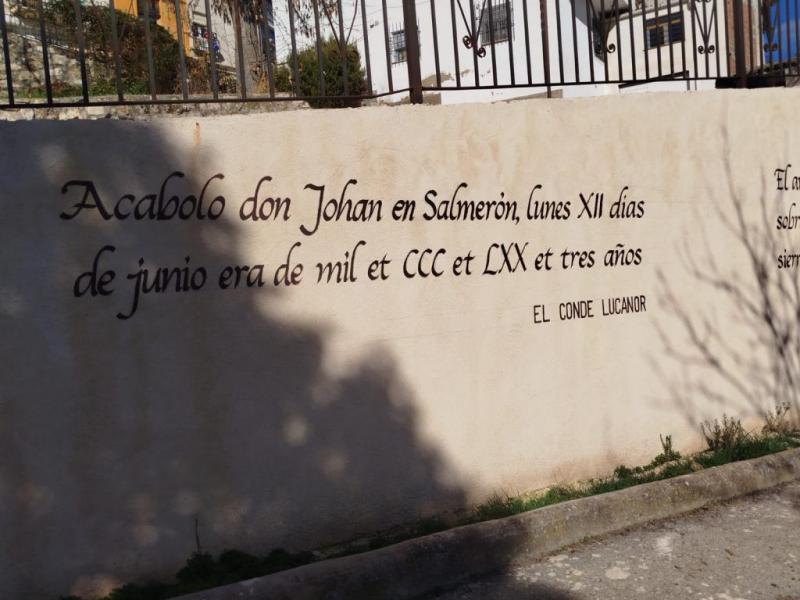 Acabolo don Johan en Salmerón, lunes XII dias
de junio era de mil et CCC et LXX et tres años
EL CONDE LUCANOR
El